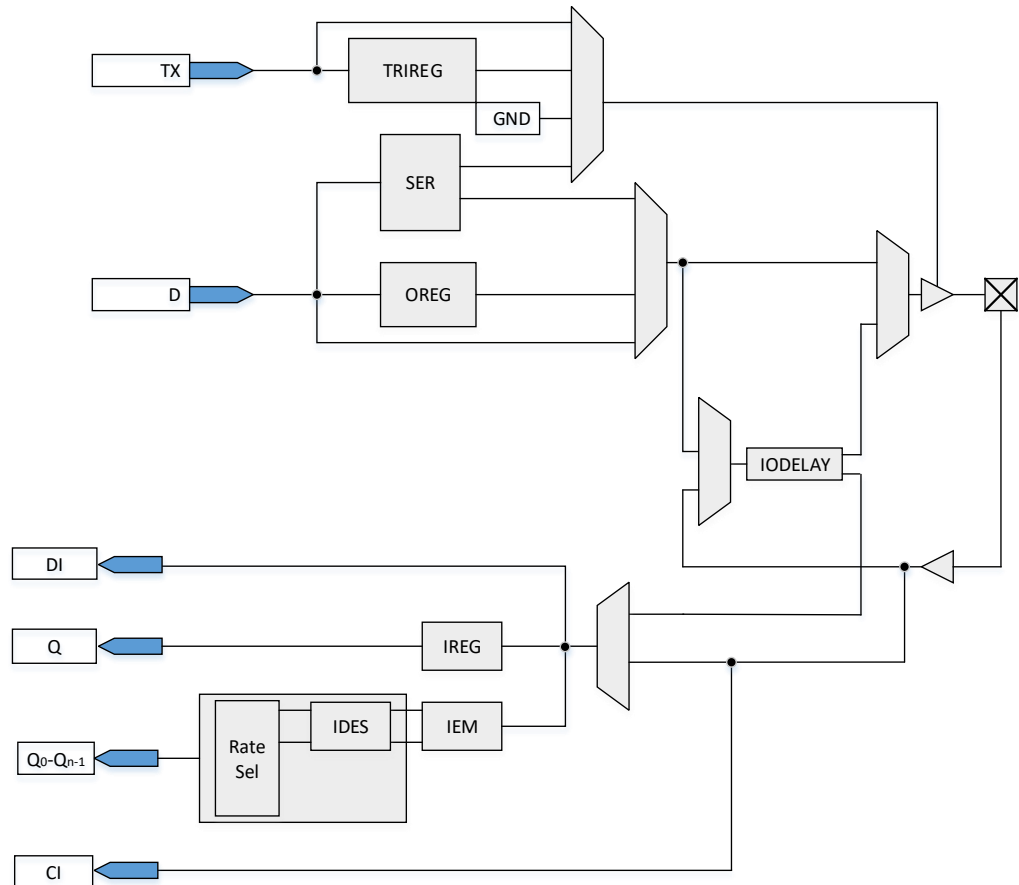 TX
TRIREG
GND
SER
D
OREG
IODELAY
DI
Q
IREG
Q0-Qn-1
Rate
Sel
IDES
IEM
CI